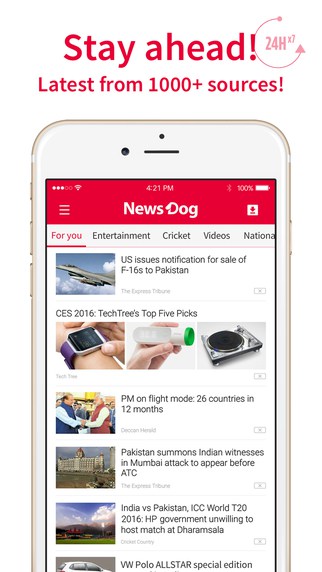 Stay ahead!
24H x7
Latest from 1000+ sources!
4:21 PM
100%
News Dog
For you Entertainment Cricket Videos Nationa
US issues notification for sale of
F-16s to Pakistan
The Express Tribune
CES 2016: TechTree's Top Five Picks
Tech Tree
PM on flight mode: 26 countries in
12 months
Deccan Herald
Pakistan summons Indian witnesses
in Mumbai attack to appear before
ATC
The Express Tribune
India vs Pakistan, ICC World T20
2016: HP government unwilling to
host match at Dharamsala
Cricket Country
VW Polo ALLSTAR special edition